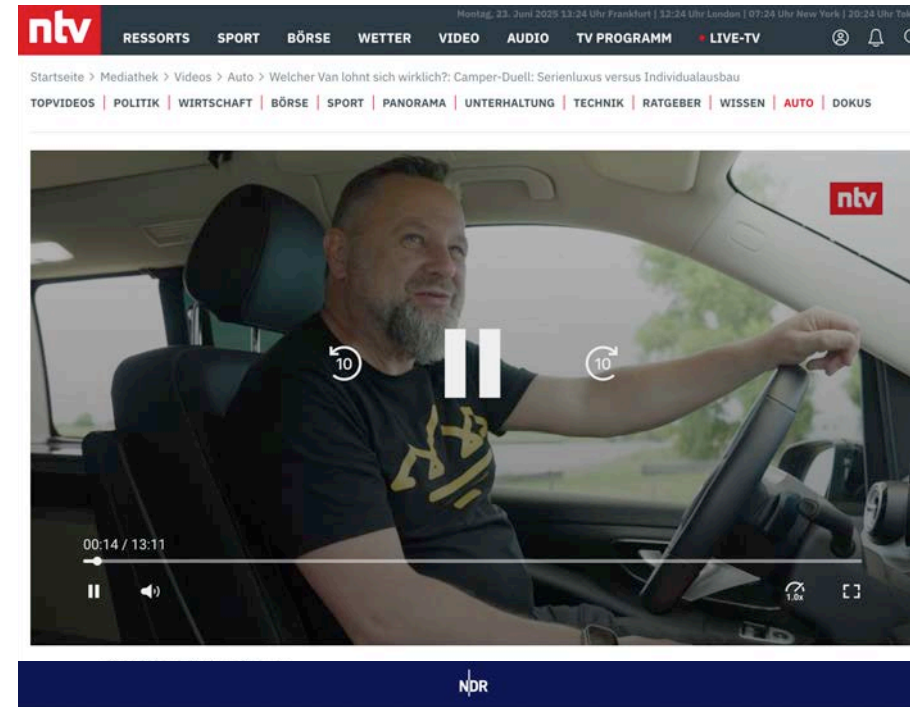 ntv
Montag, 23. Juni 2025 13:24 Uhr Frankfurt | 12:24 Uhr London | 07:24 Uhr New York | 20:24 Uhr
RESSORTS SPORT BÖRSE WETTER VIDEO AUDIO TV PROGRAMM • LIVE-TV
Startseite > Mediathek > Videos > Auto > Welcher Van lohnt sich wirklich?: Camper-Duell: Serienluxus versus Individualausbau
TOPVIDEOS | POLITIK | WIRTSCHAFT | BÖRSE | SPORT | PANORAMA | UNTERHALTUNG | TECHNIK | RATGEBER | WISSEN | AUTO | DOKUS
ntv
10 10
00:14 / 13:11
1.0x
NDR